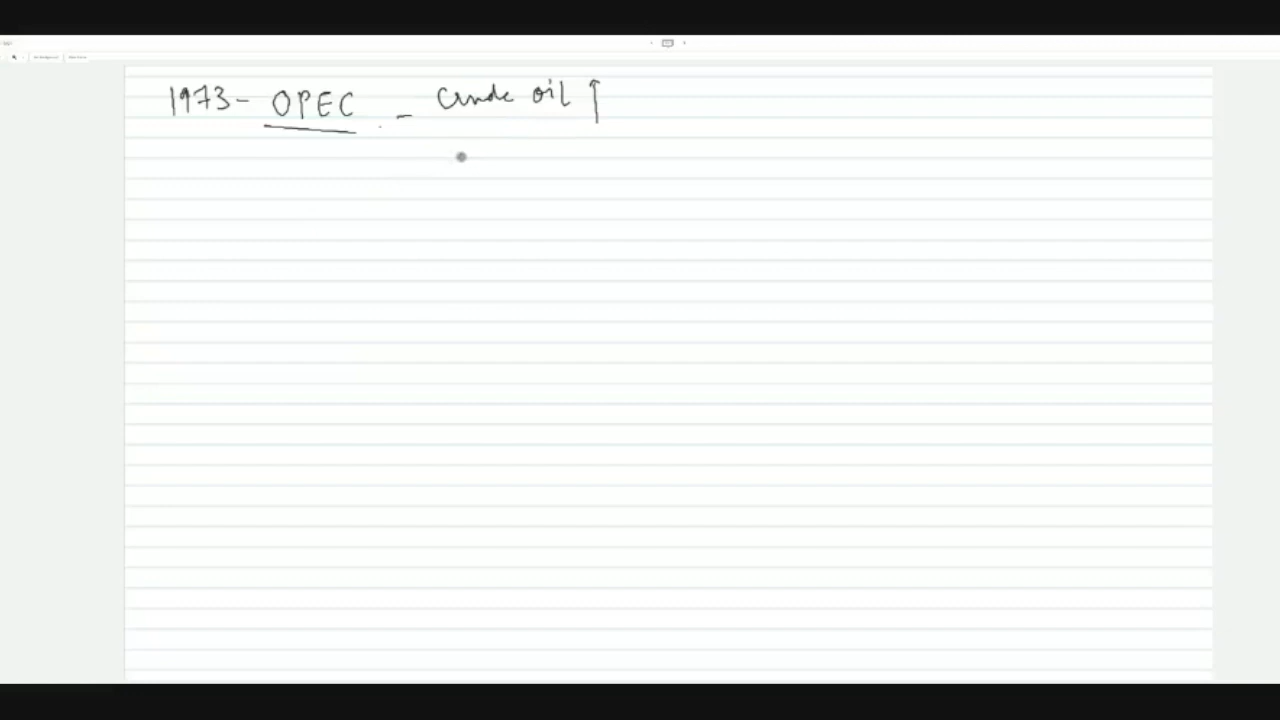 1973- OPEC - Crude oil ↑